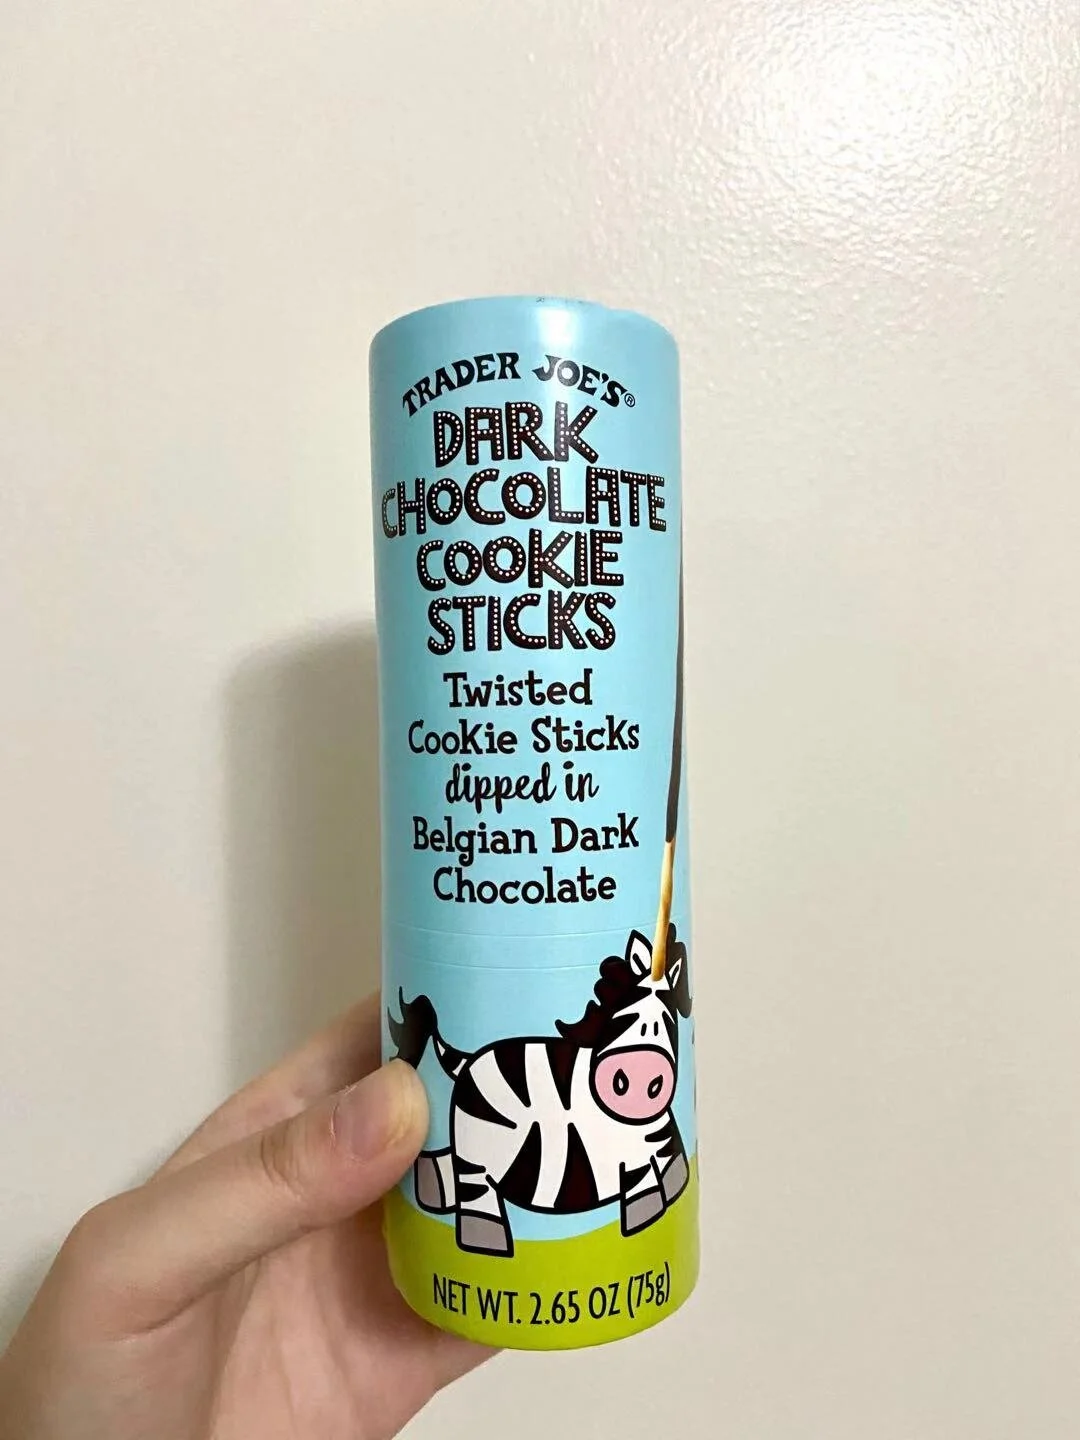 TRADER JOE'S®
DARK
CHOCOLATE
COOKIE
STICKS
Twisted
Cookie Sticks
dipped in
Belgian Dark
Chocolate
NET WT. 2.65 OZ (75g)